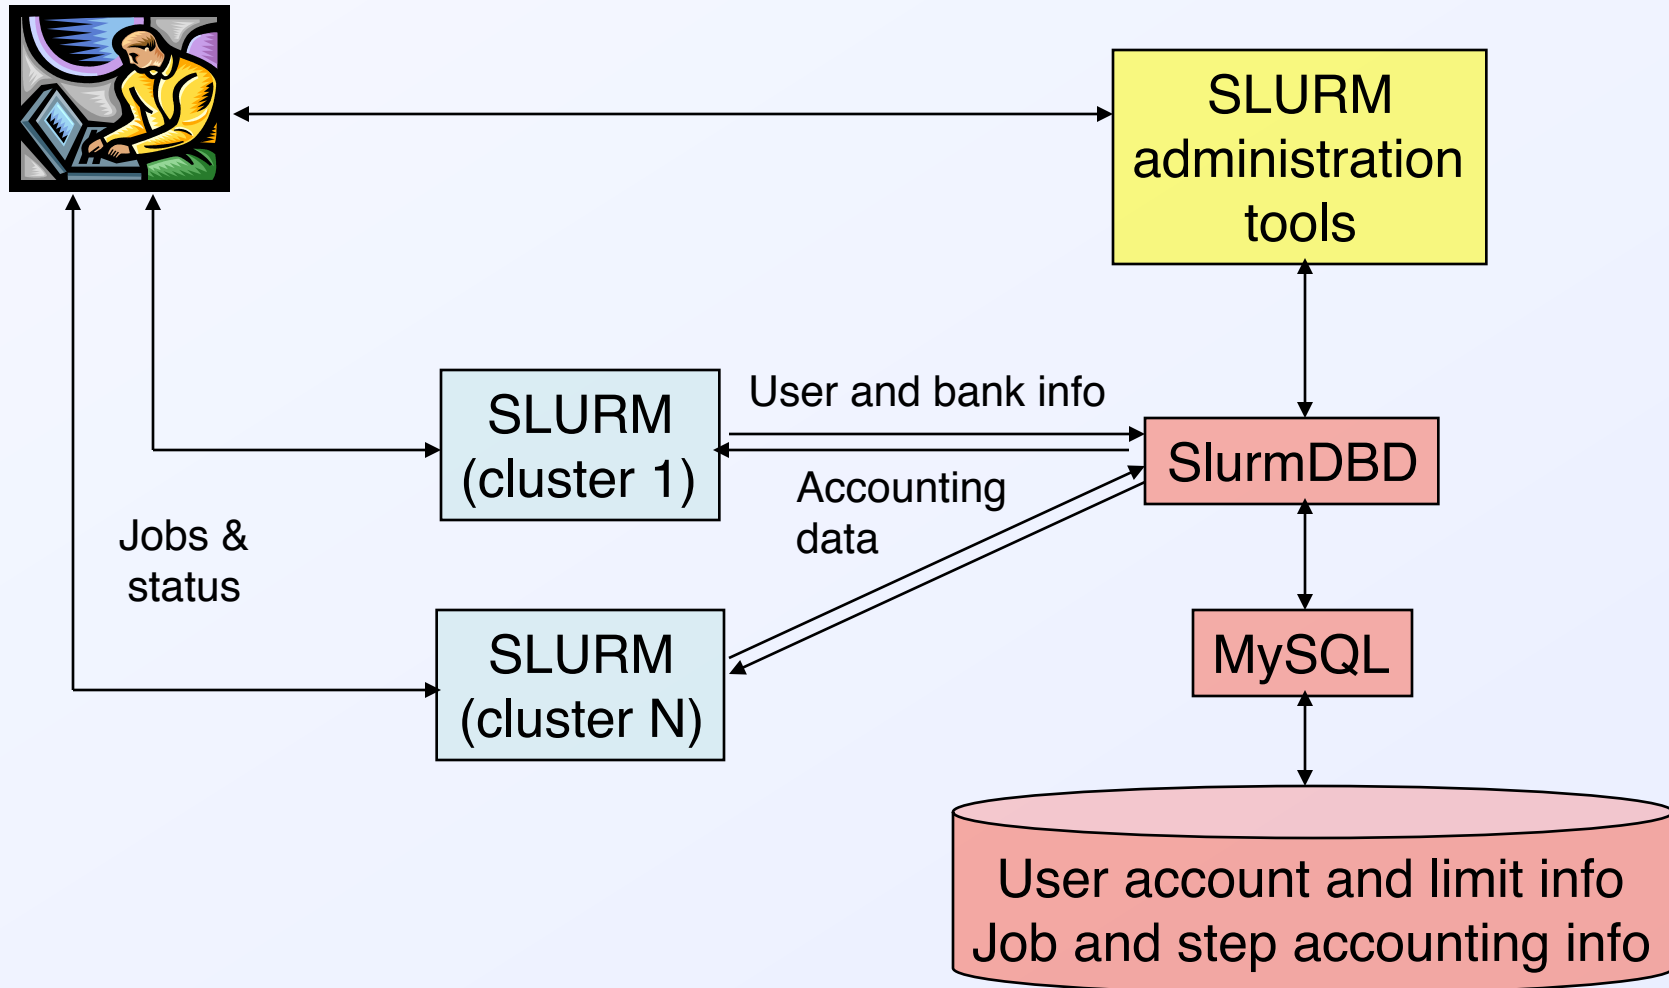 SLURM
administration
tools
User and bank info
SLURM
(cluster 1)
SlurmDBD
Accounting
data
Jobs &
status
SLURM
(cluster N)
MySQL
User account and limit info
Job and step accounting info